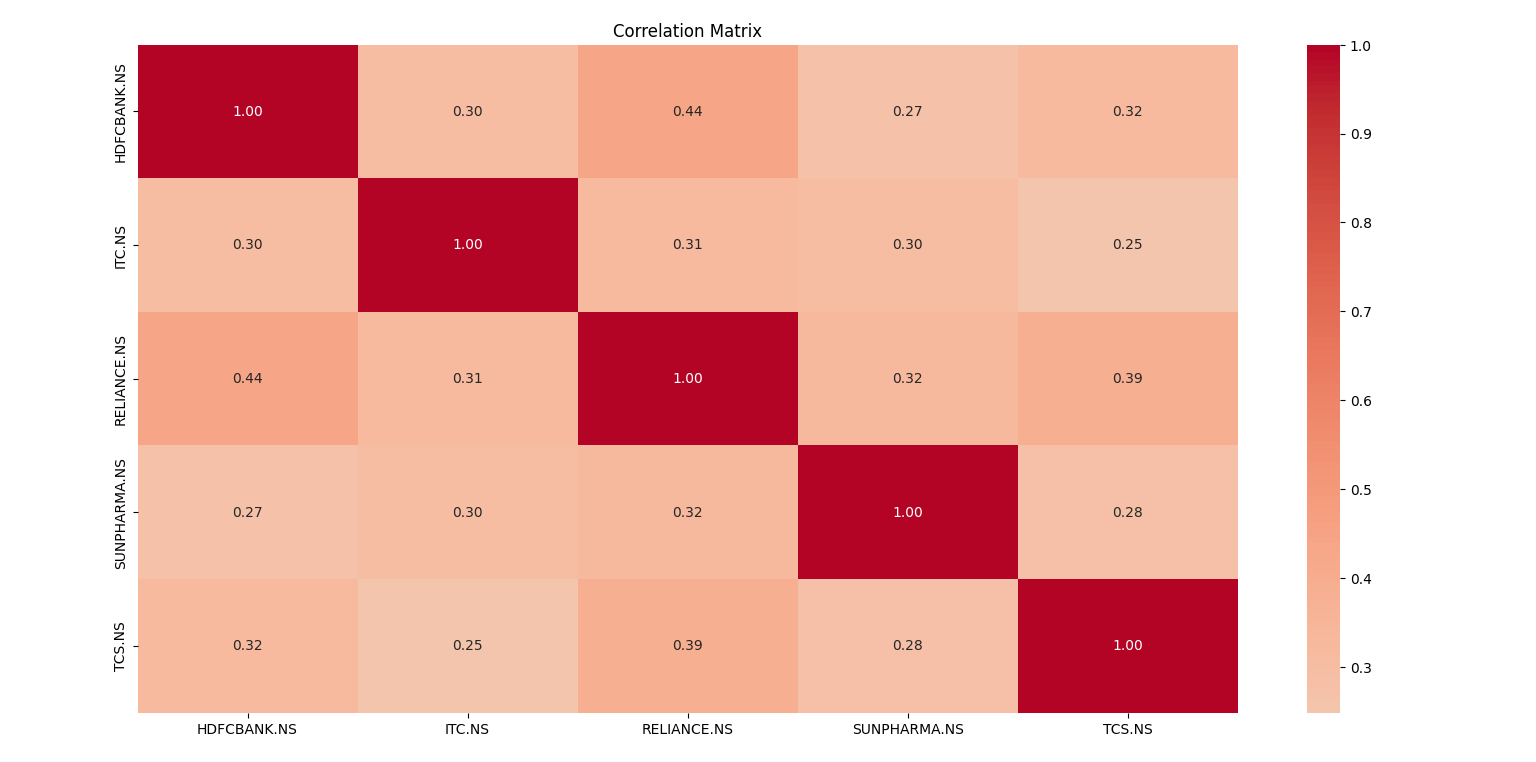 Correlation Matrix
HDFCBANK.NS 1.00 0.30 0.44 0.27 0.32
ITC.NS 0.30 1.00 0.31 0.30 0.25
RELIANCE.NS 0.44 0.31 1.00 0.32 0.39
SUNPHARMA.NS 0.27 0.30 0.32 1.00 0.28
TCS.NS 0.32 0.25 0.39 0.28 1.00
HDFCBANK.NS ITC.NS RELIANCE.NS SUNPHARMA.NS TCS.NS
1.0
0.9
0.8
0.7
0.6
0.5
0.4
0.3